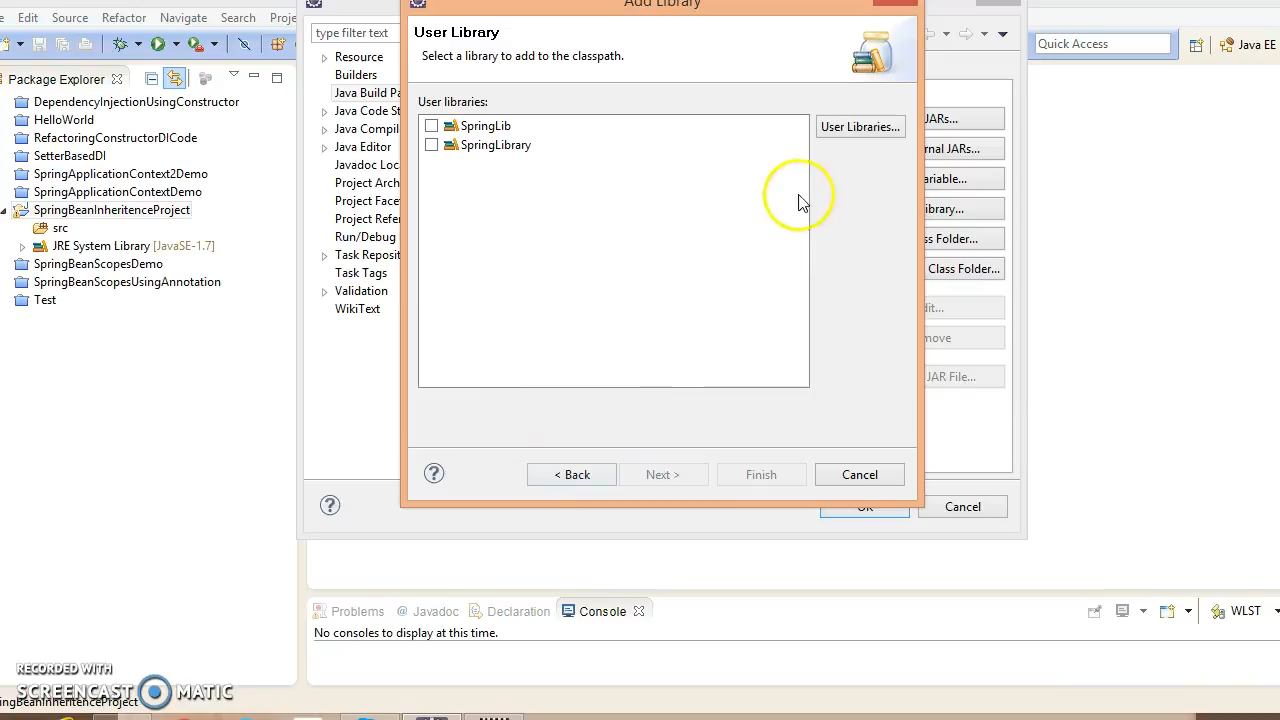 Add Library
Edit Source Refactor Navigate Search Proje
Quick Access
Java EE
Package Explorer
DependencyInjectionUsingConstructor
HelloWorld
RefactoringConstructorDICode
SetterBasedDI
SpringApplicationContext2Demo
SpringApplicationContextDemo
SpringBeanInheritenceProject
src
JRE System Library [JavaSE-1.7]
SpringBeanScopesDemo
SpringBeanScopesUsingAnnotation
Test
type filter text
Resource
Builders
Java Build Pa
Java Code St
Java Compil
Java Editor
Javadoc Loc
Project Arch
Project Face
Project Refer
Run/Debug
Task Reposit
Task Tags
Validation
WikiText
User Library
Select a library to add to the classpath.
User libraries:
SpringLib
SpringLibrary
User Libraries...
< Back
Next >
Finish
Cancel
JARs...
rnal JARs...
ariable...
ibrary...
ss Folder...
Class Folder...
dit...
move
JAR File...
OK
Cancel
Problems
@ Javadoc
Declaration
Console
WLST
No consoles to display at this time.
RECORDED WITH
SCREENCAST MATIC
ngBeanInheritenceProject